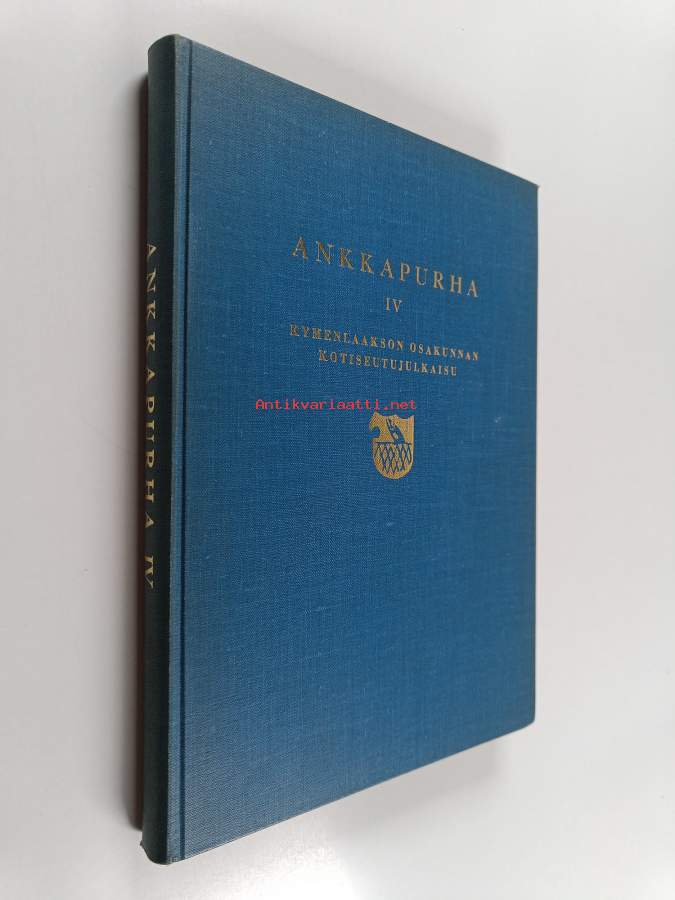 ANKKAPURHA
IV
KYMENLAAKSON OSAKUNNAN
KOTISEUTUJULKAISU
Antikvariaatti.net
ANKKAPURHA IV